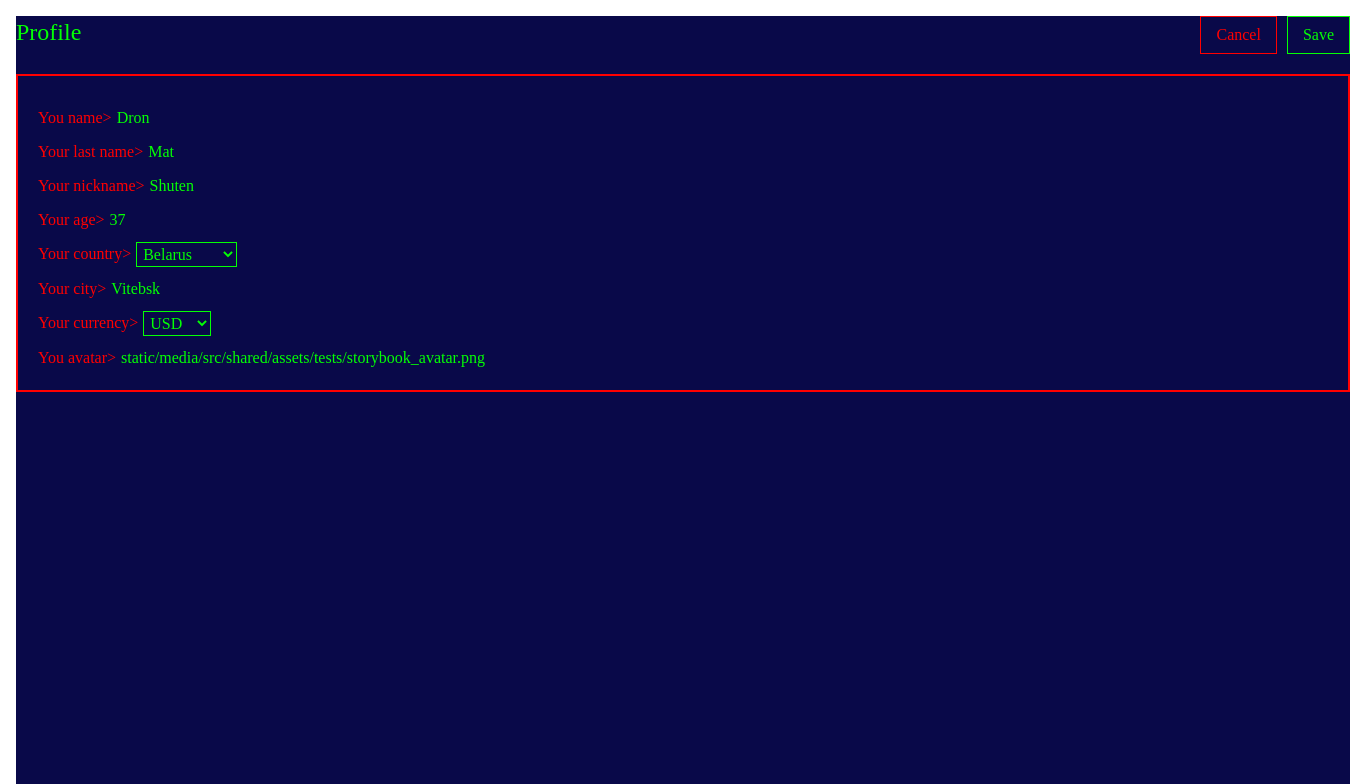 Profile
Cancel
Save
You name> Dron
Your last name> Mat
Your nickname> Shuten
Your age> 37
Your country> Belarus
Your city> Vitebsk
Your currency> USD
You avatar> static/media/src/shared/assets/tests/storybook_avatar.png